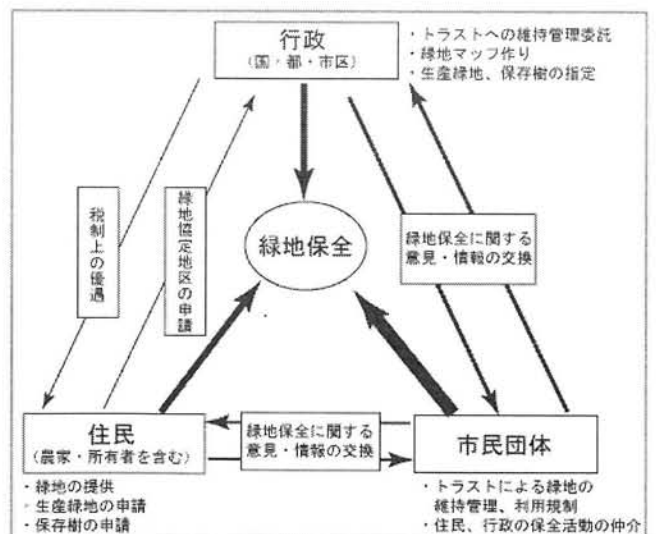 行政
(国・都・市区)
・トラストへの維持管理委託
・緑地マップ作り
・生産緑地、保存樹の指定
税制上の優遇
緑地協定地区の申請
緑地保全
緑地保全に関する
意見・情報の交換
住民
(農家・所有者を含む)
緑地保全に関する
意見・情報の交換
市民団体
・緑地の提供
・生産緑地の申請
・保存樹の申請
・トラストによる緑地の
維持管理、利用規制
・住民、行政の保全活動の仲介